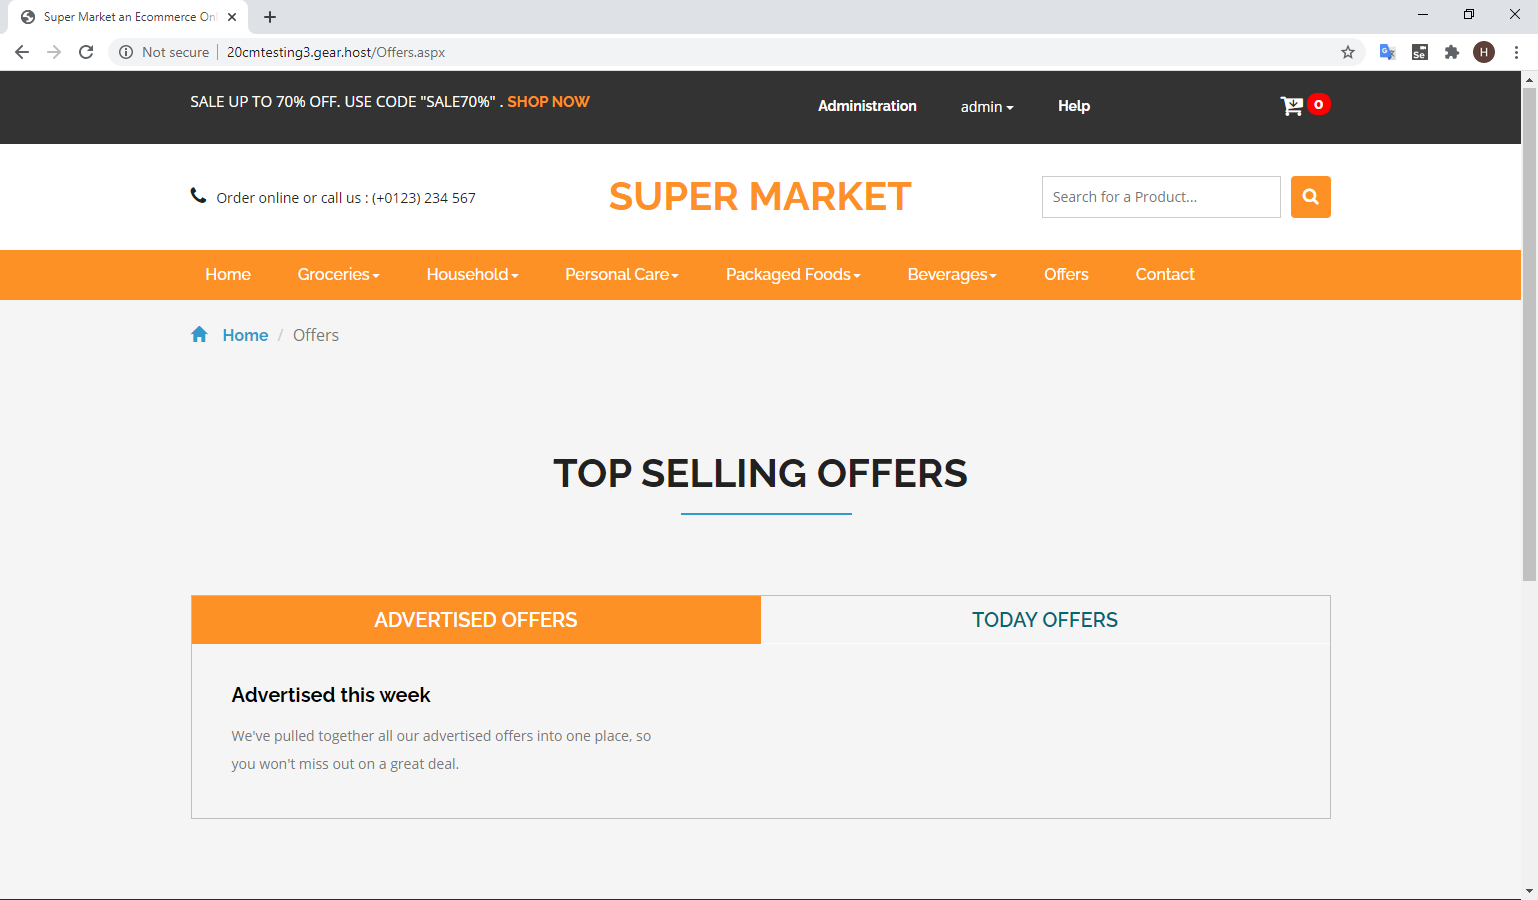 Super Market an Ecommerce Onl
Not secure
20cmtesting3.gear.host/Offers.aspx
Se
H
SALE UP TO 70% OFF. USE CODE "SALE70%" . SHOP NOW
Administration
admin
Help
0
Order online or call us : (+0123) 234 567
SUPER MARKET
Search for a Product...
Home
Groceries
Household
Personal Care
Packaged Foods
Beverages
Offers
Contact
Home / Offers
TOP SELLING OFFERS
ADVERTISED OFFERS
TODAY OFFERS
Advertised this week
We've pulled together all our advertised offers into one place, so
you won't miss out on a great deal.